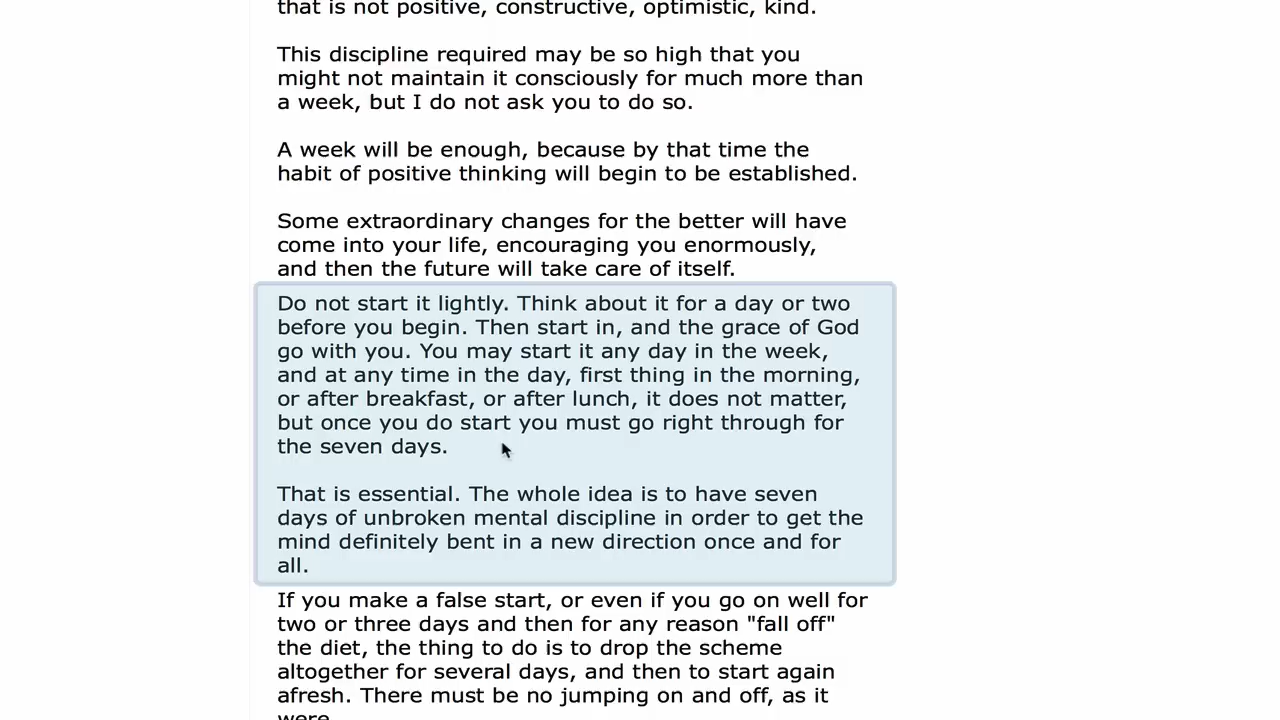 that is not positive, constructive, optimistic, kind.
This discipline required may be so high that you
might not maintain it consciously for much more than
a week, but I do not ask you to do so.
A week will be enough, because by that time the
habit of positive thinking will begin to be established.
Some extraordinary changes for the better will have
come into your life, encouraging you enormously,
and then the future will take care of itself.
Do not start it lightly. Think about it for a day or two
before you begin. Then start in, and the grace of God
go with you. You may start it any day in the week,
and at any time in the day, first thing in the morning,
or after breakfast, or after lunch, it does not matter,
but once you do start you must go right through for
the seven days.
That is essential. The whole idea is to have seven
days of unbroken mental discipline in order to get the
mind definitely bent in a new direction once and for
all.
If you make a false start, or even if you go on well for
two or three days and then for any reason "fall off"
the diet, the thing to do is to drop the scheme
altogether for several days, and then to start again
afresh. There must be no jumping on and off, as it
were